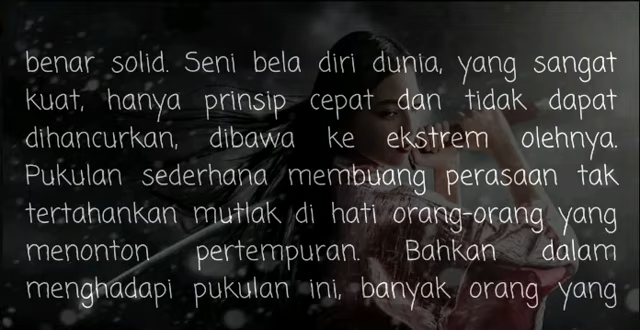 benar solid. Seni bela diri dunia, yang sangat
kuat, hanya prinsip cepat dan tidak dapat
dihancurkan, dibawa ke ekstrem olehnya.
Pukulan sederhana membuang perasaan tak
tertahankan mutlak di hati orang-orang yang
menonton pertempuran. Bahkan dalam
menghadapi pukulan ini, banyak orang yang